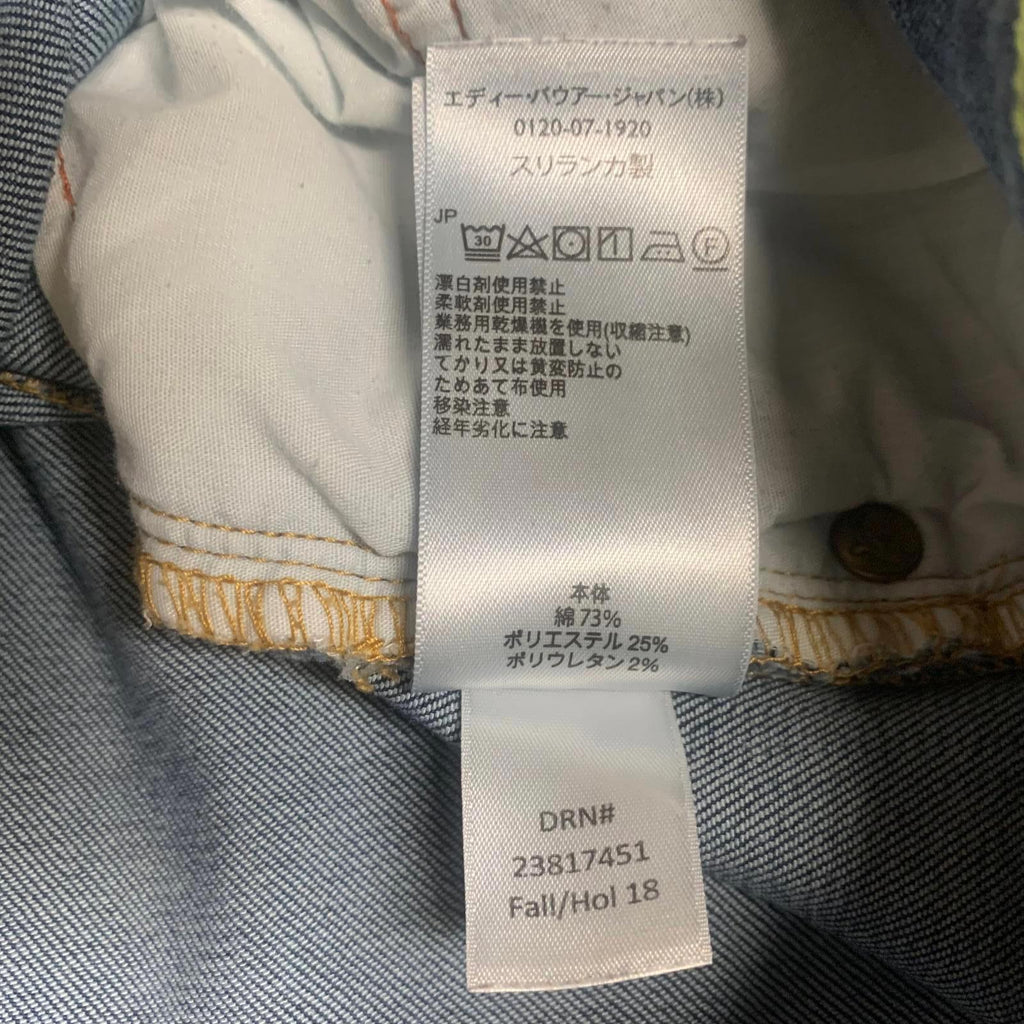 エディー・バウアー・ジャパン(株)
0120-07-1920
スリランカ製
JP
30 F
漂白剤使用禁止
柔軟剤使用禁止
業務用乾燥機を使用(収縮注意)
濡れたまま放置しない
てかり又は黄変防止の
ためあて布使用
移染注意
経年劣化に注意
本体
綿 73%
ポリエステル 25%
ポリウレタン 2%
DRN#
23817451
Fall/Hol 18